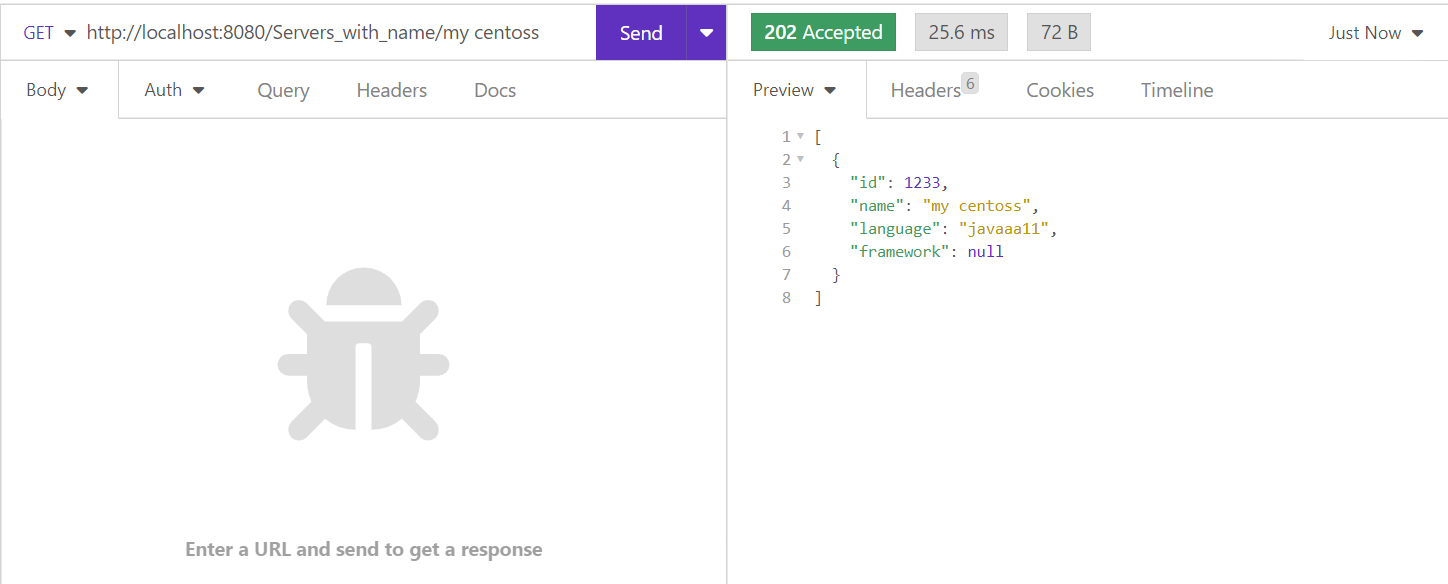 GET http://localhost:8080/Servers_with_name/my centoss Send 202 Accepted 25.6 ms 72 B Just Now
Body Auth Query Headers Docs Preview Headers 6 Cookies Timeline
1 [
2 {
3 "id": 1233,
4 "name": "my centoss",
5 "language": "javaaa11",
6 "framework": null
7 }
8 ]
Enter a URL and send to get a response